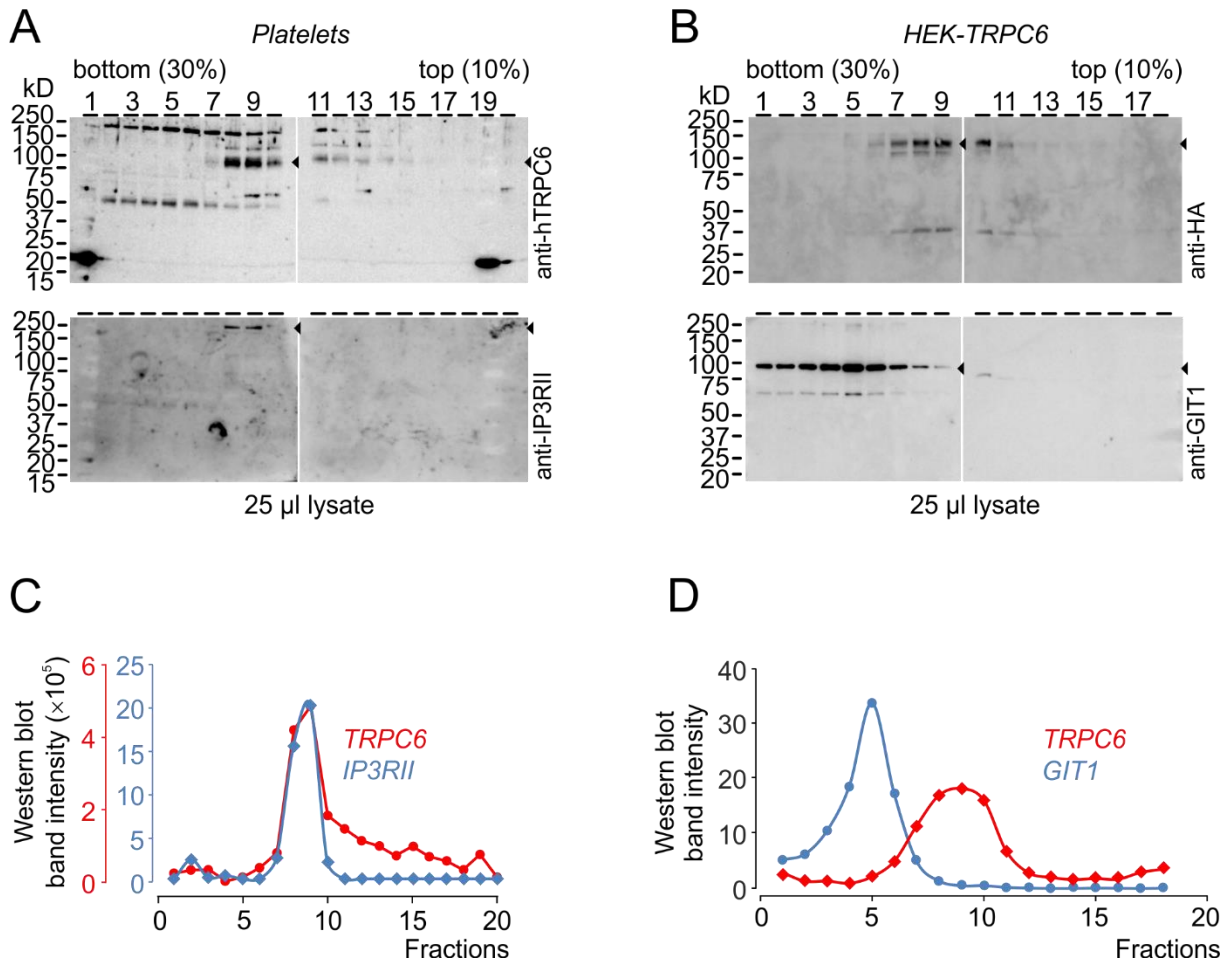 A
Platelets
bottom (30%) top (10%)
kD 1 3 5 7 9 11 13 15 17 19
250
150
100
75
50
37
25
20
15
anti-hTRPC6
250
150
100
75
50
37
25
20
15
anti-IP3RII
25 µl lysate
B
HEK-TRPC6
bottom (30%) top (10%)
kD 1 3 5 7 9 11 13 15 17
250
150
100
75
50
37
25
20
anti-HA
250
150
100
75
50
37
25
20
anti-GIT1
25 µl lysate
C
Western blot
band intensity (×10⁵)
6
4
2
0
25
20
15
10
5
0
TRPC6
IP3RII
0 5 10 15 20
Fractions
D
Western blot
band intensity
40
30
20
10
0
TRPC6
GIT1
0 5 10 15 20
Fractions